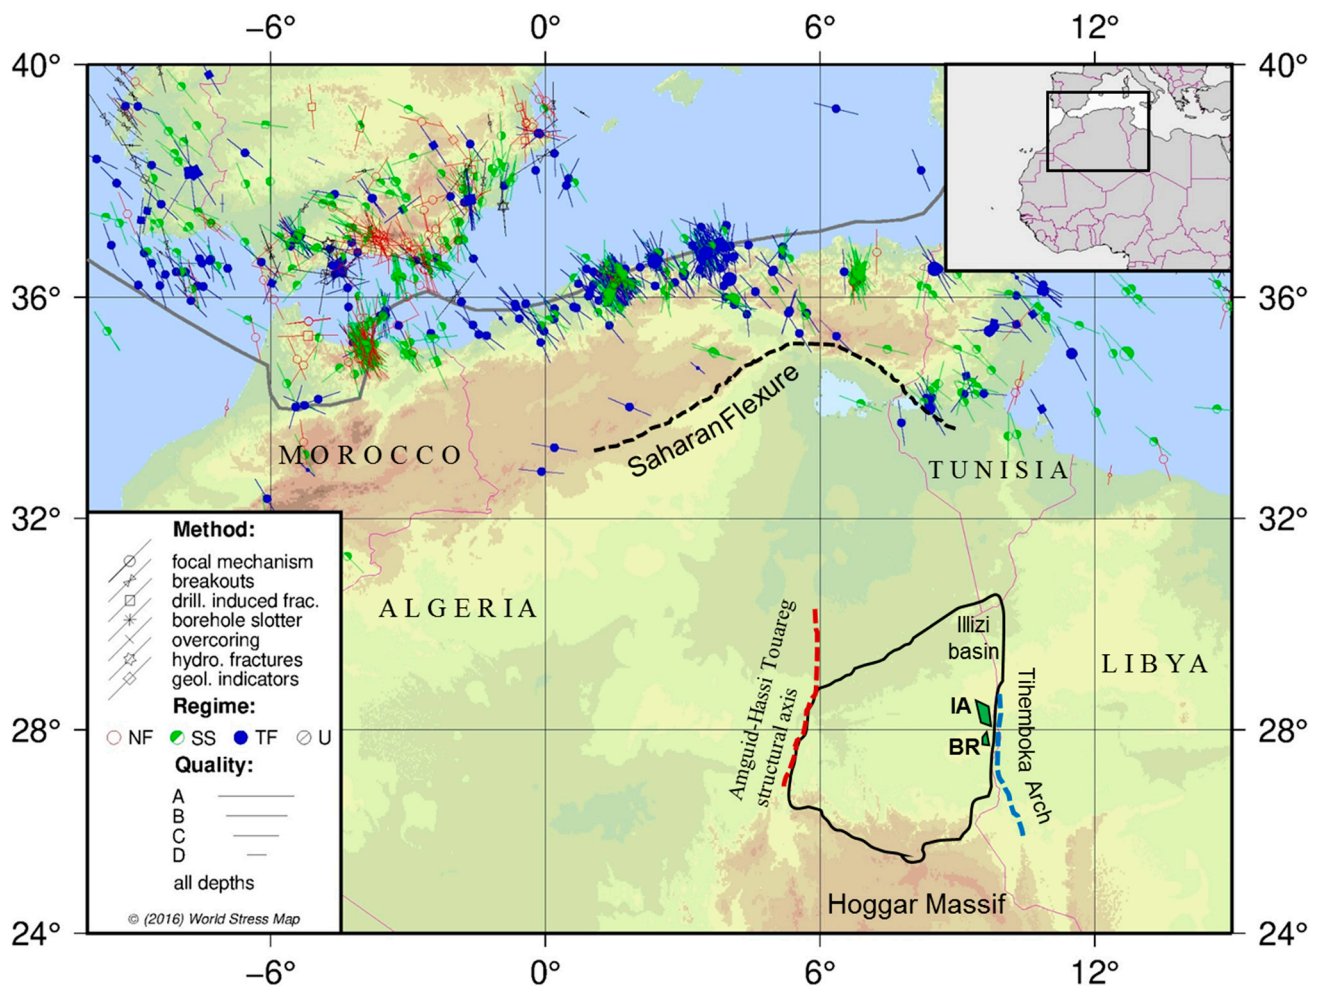 −6° 0° 6° 12°
40° 40°
36° 36°
Saharan Flexure
MOROCCO
TUNISIA
32° 32°
Method:
focal mechanism
breakouts
drill. induced frac.
borehole slotter
overcoring
hydro. fractures
geol. indicators
Regime:
NF SS TF U
Quality:
A
B
C
D
all depths
© (2016) World Stress Map
ALGERIA
Amguid-Hassi Touareg
structural axis
Illizi
basin
LIBYA
IA
BR
Tihemboka Arch
28° 28°
Hoggar Massif
24° 24°
−6° 0° 6° 12°